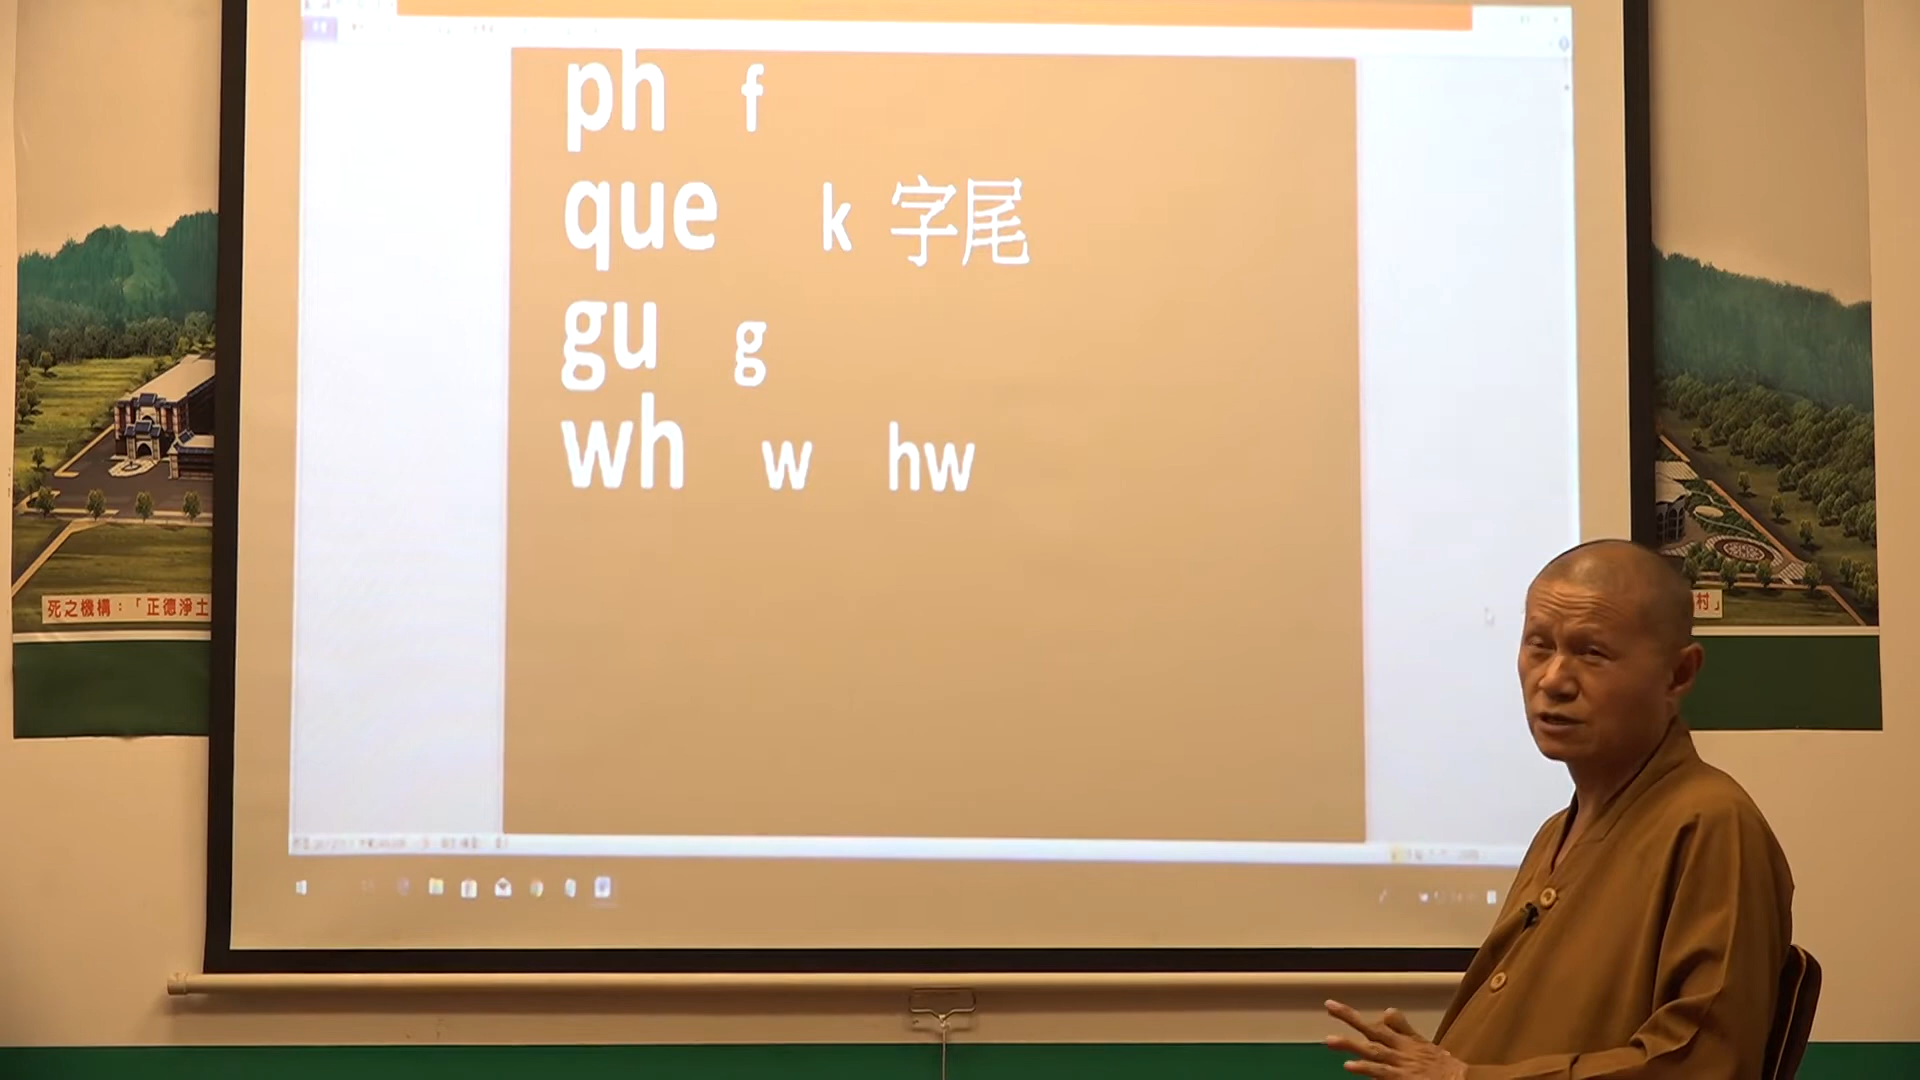 ph f
que k 字尾
gu g
wh w hw
死之機構：「正德淨土
村」